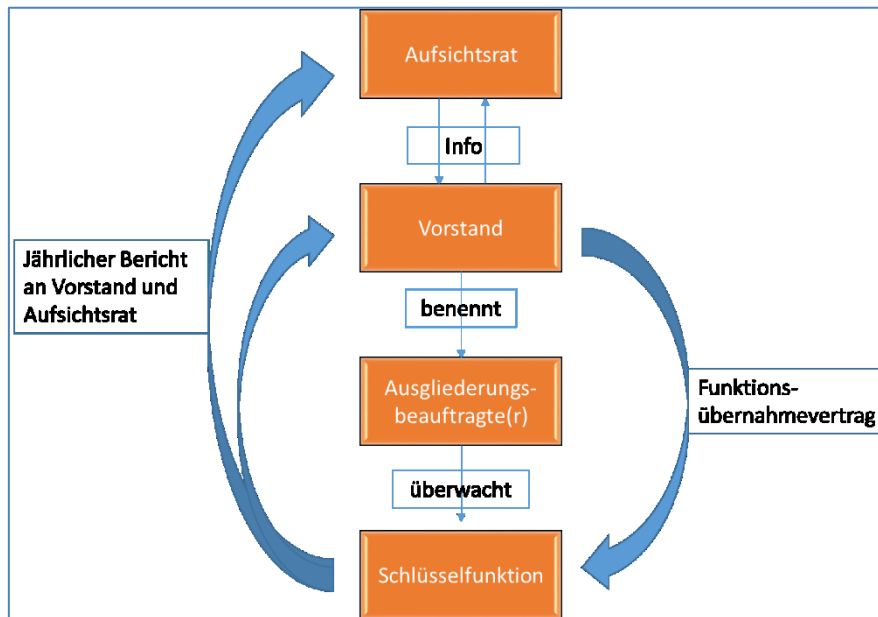 Aufsichtsrat
Info
Vorstand
Jährlicher Bericht
an Vorstand und
Aufsichtsrat
benennt
Ausgliederungs-
beauftragte(r)
Funktions-
übernahmevertrag
überwacht
Schlüsselfunktion